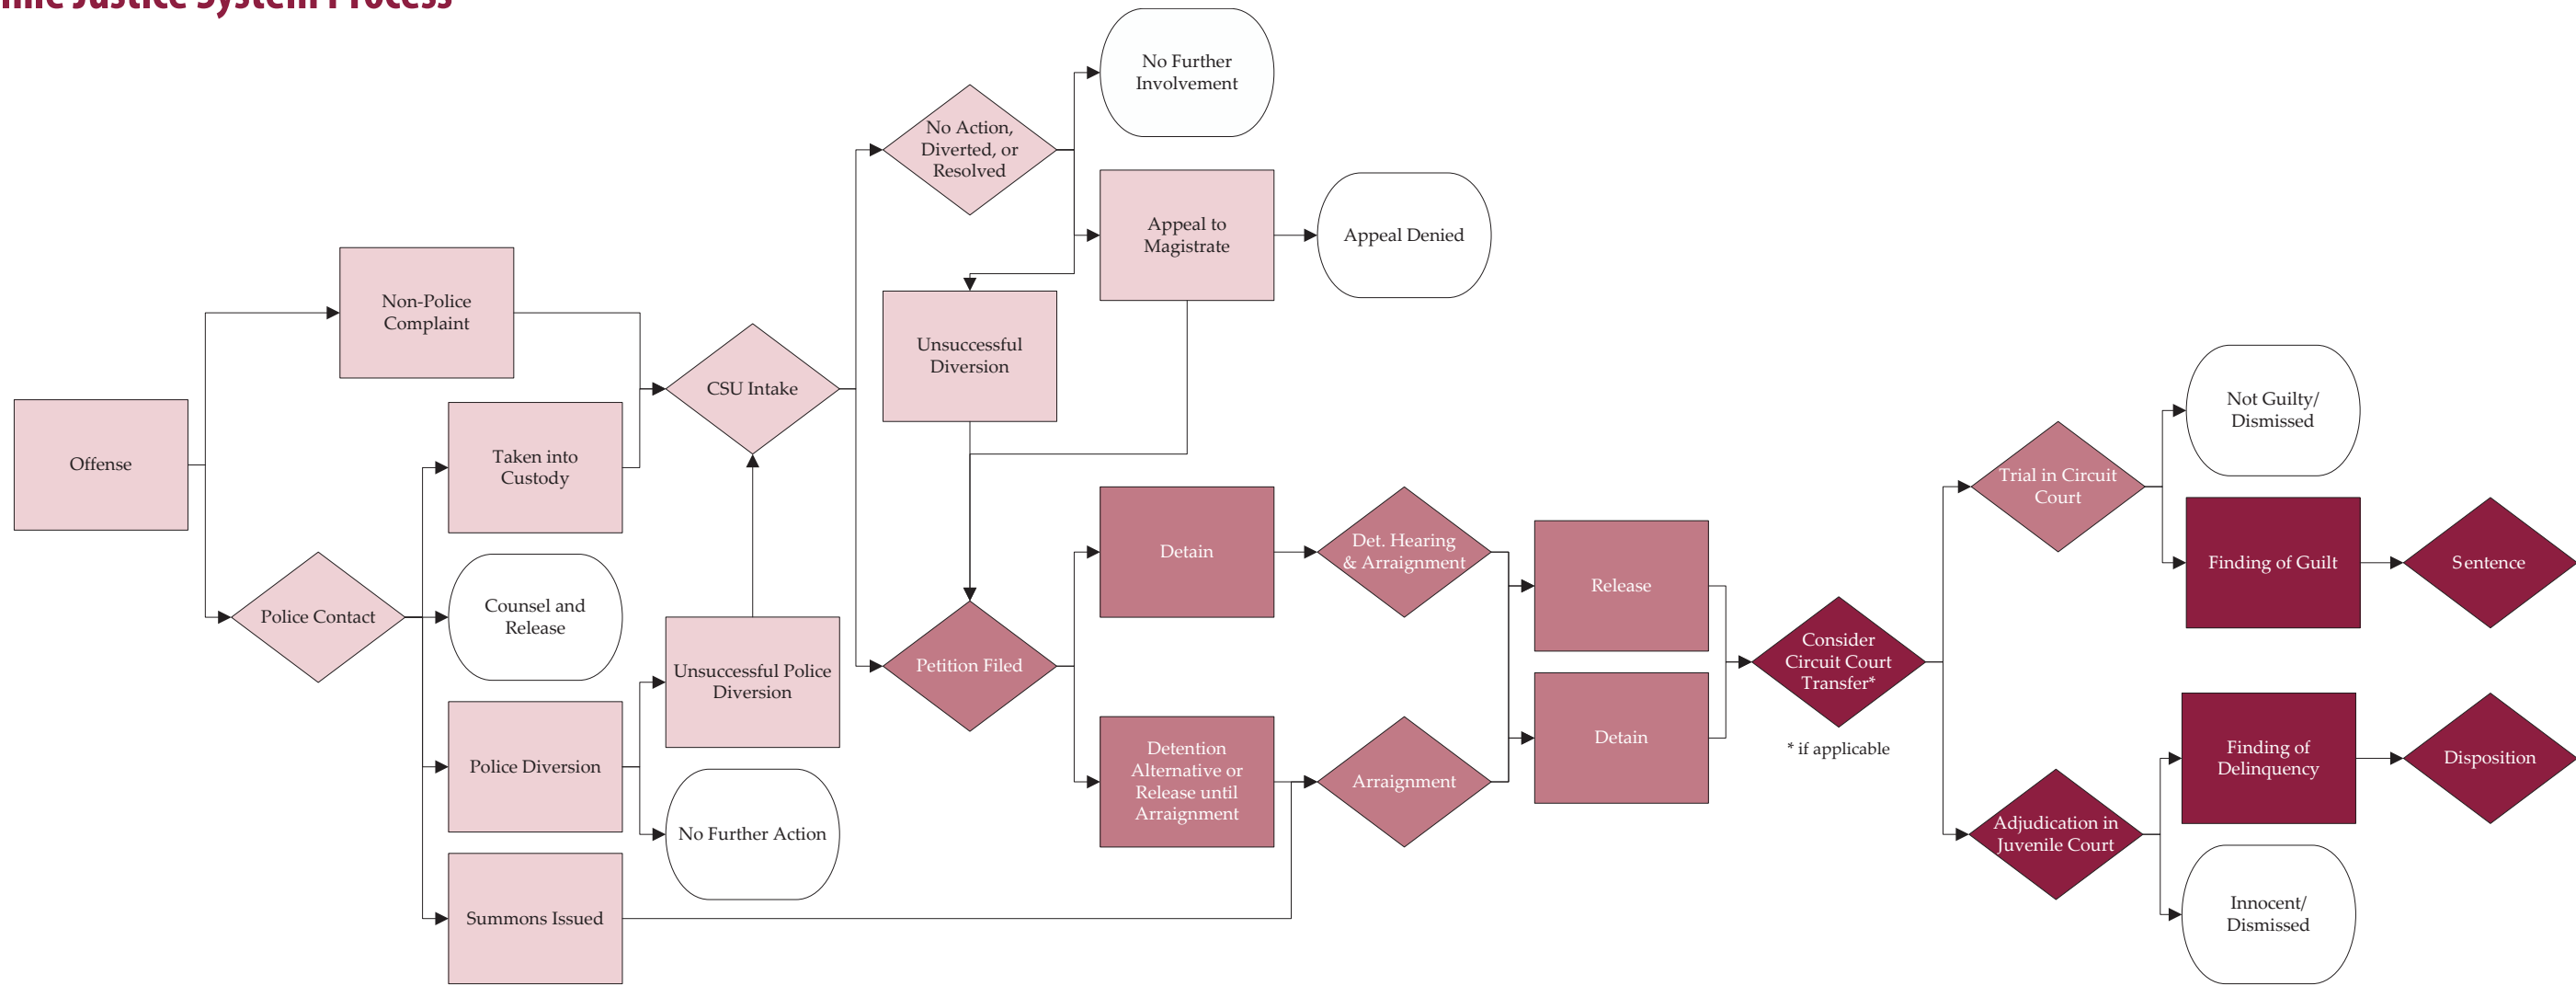 Justice System Process
No Further
Involvement
No Action,
Diverted, or
Resolved
Appeal to
Magistrate
Appeal Denied
Non-Police
Complaint
Unsuccessful
Diversion
CSU Intake
Offense
Taken into
Custody
Police Contact
Counsel and
Release
Unsuccessful Police
Diversion
Police Diversion
No Further Action
Summons Issued
Petition Filed
Detain
Det. Hearing
& Arraignment
Detention
Alternative or
Release until
Arraignment
Arraignment
Release
Detain
Consider
Circuit Court
Transfer*
* if applicable
Trial in Circuit
Court
Not Guilty/
Dismissed
Finding of Guilt
Sentence
Adjudication in
Juvenile Court
Finding of
Delinquency
Disposition
Innocent/
Dismissed